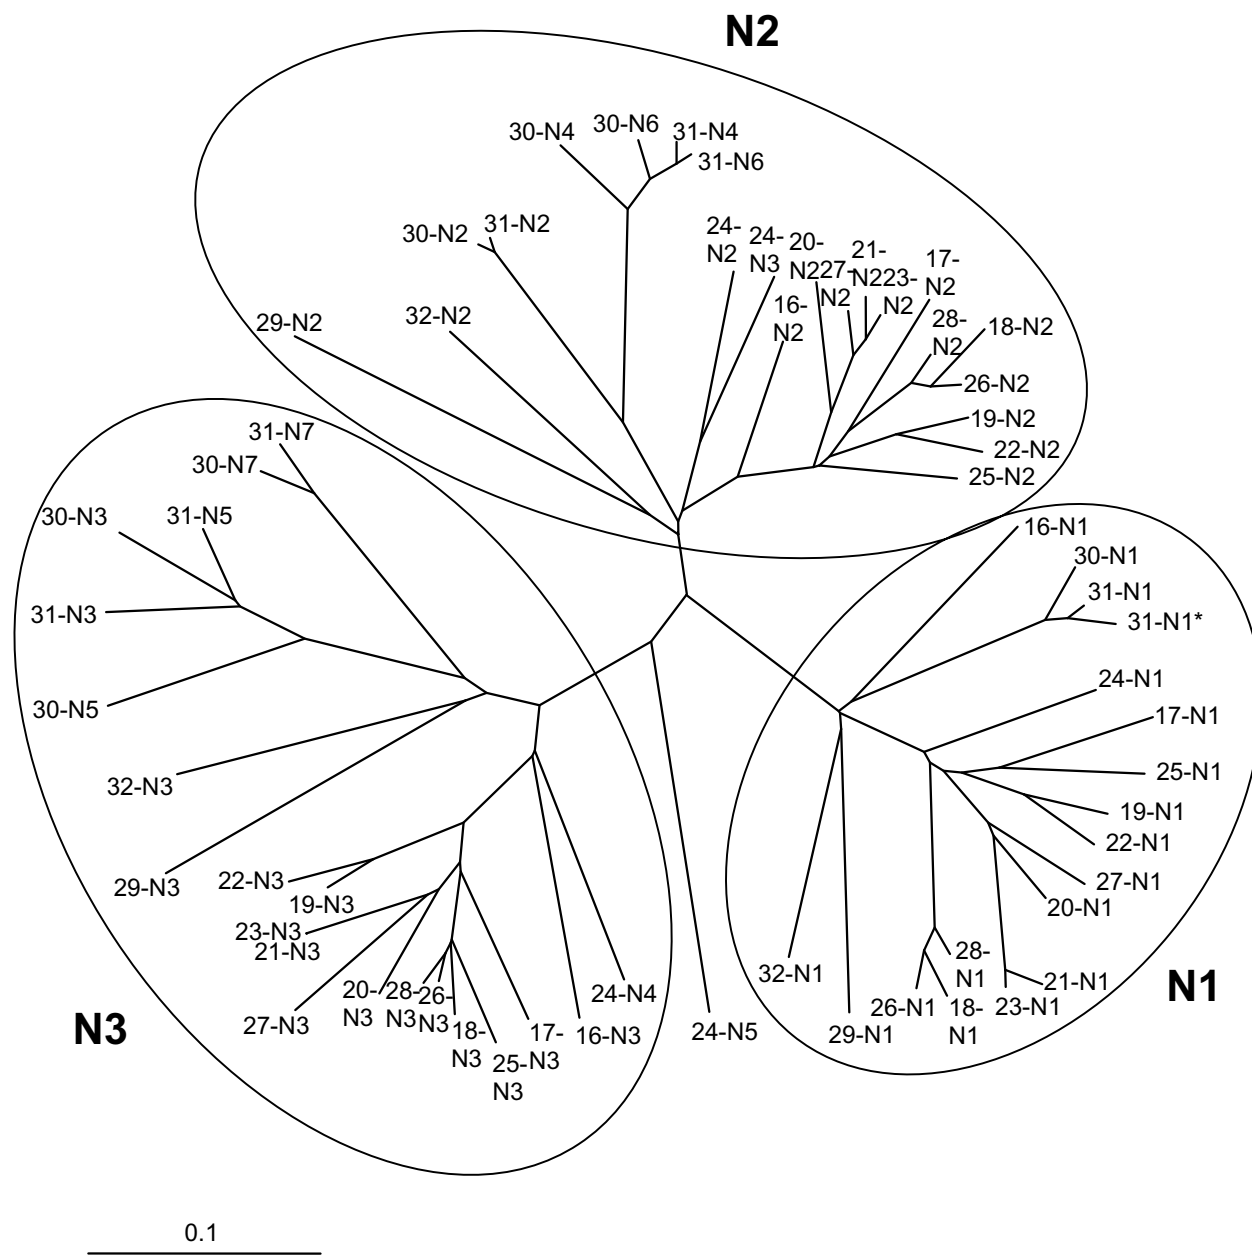 N2
30-N4
30-N6
31-N4
31-N6
30-N2
31-N2
24-
N2
24-
N3
20-
N2
27-
N2
21-
N2
23-
N2
17-
N2
16-
N2
28-
N2
18-N2
29-N2
32-N2
26-N2
19-N2
22-N2
25-N2
31-N7
30-N7
30-N3
31-N5
31-N3
30-N5
32-N3
29-N3
22-N3
19-N3
23-N3
21-N3
27-N3
20-
N3
28-
N3
26-
N3
18-
N3
25-
N3
17-
N3
16-N3
24-N4
24-N5
N3
16-N1
30-N1
31-N1
31-N1*
24-N1
17-N1
25-N1
19-N1
22-N1
27-N1
20-N1
21-N1
23-N1
28-
N1
18-
N1
26-N1
29-N1
32-N1
N1
0.1